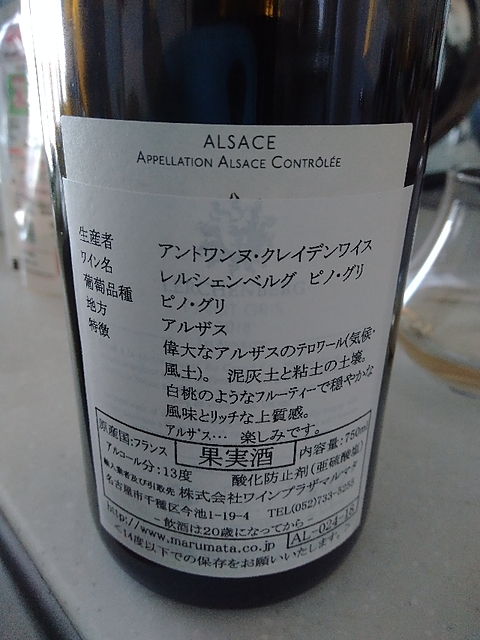 ALSACE
APPELLATION ALSACE CONTRÔLÉE
生産者 アントワンヌ・クレイデンワイス
ワイン名 レルシェンベルグ ピノ・グリ
葡萄品種 ピノ・グリ
地方 アルザス
特徴 偉大なアルザスのテロワール(気候・
風土)。 泥灰土と粘土の土壌。
白桃のようなフルーティーで穏やかな
風味とリッチな上質感。
アルザス… 楽しみです。
原産国:フランス 果実酒 内容量:750ml
アルコール分:13度 酸化防止剤(亜硫酸塩)
輸入業者及び引取先 株式会社ワインプラザマルマタ
名古屋市千種区今池1-19-4 TEL(052)733-5255
－飲酒は20歳になってから－
http://www.marumata.co.jp AL-024-18
<14度以下での保存をお願いいたします。>